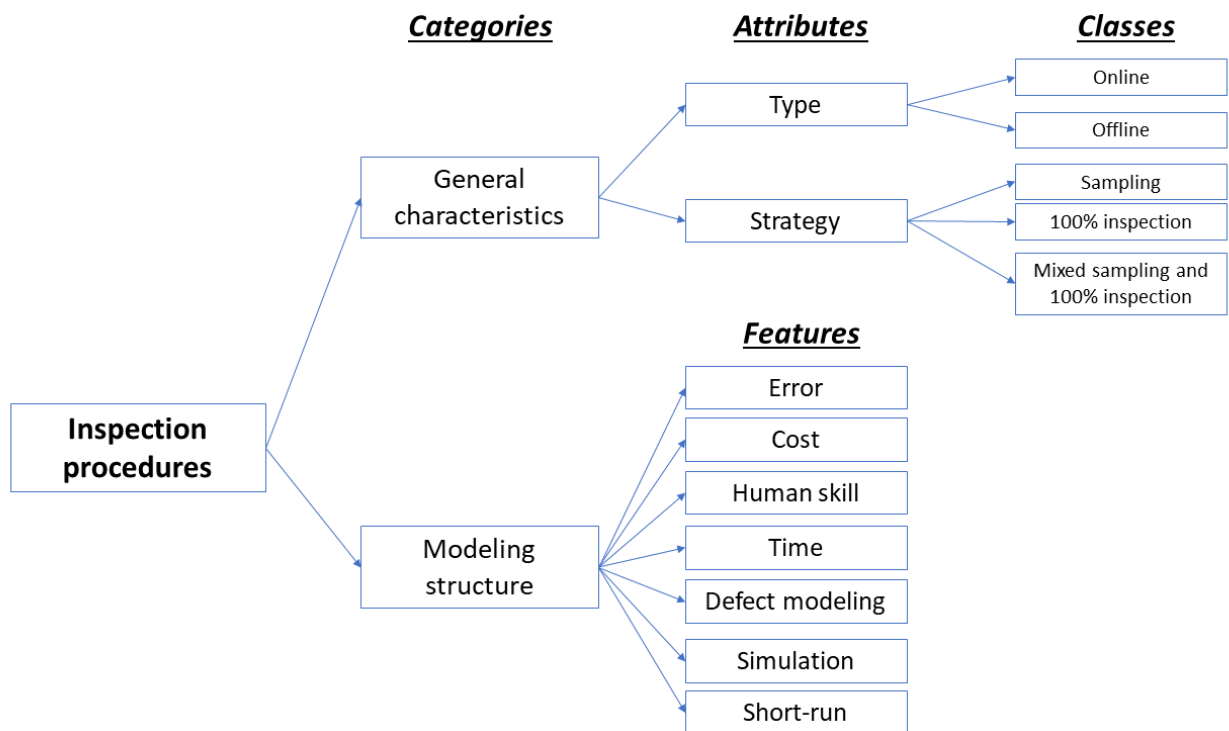 Categories
Attributes
Classes
Type
Online
Offline
General
characteristics
Strategy
Sampling
100% inspection
Mixed sampling and
100% inspection
Features
Inspection
procedures
Modeling
structure
Error
Cost
Human skill
Time
Defect modeling
Simulation
Short-run